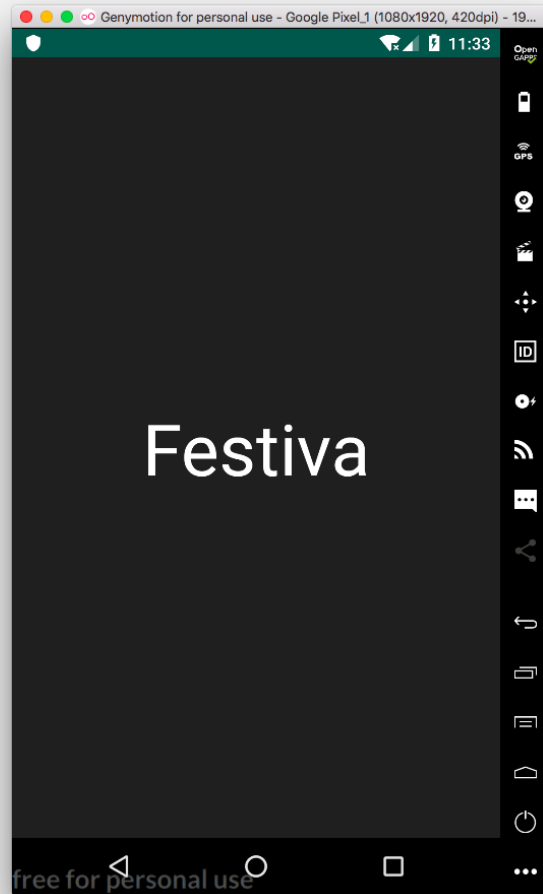 Genymotion for personal use - Google Pixel_1 (1080x1920, 420dpi) - 19...
11:33
Open
GAPPS
GPS
Festiva
ID
free for personal use